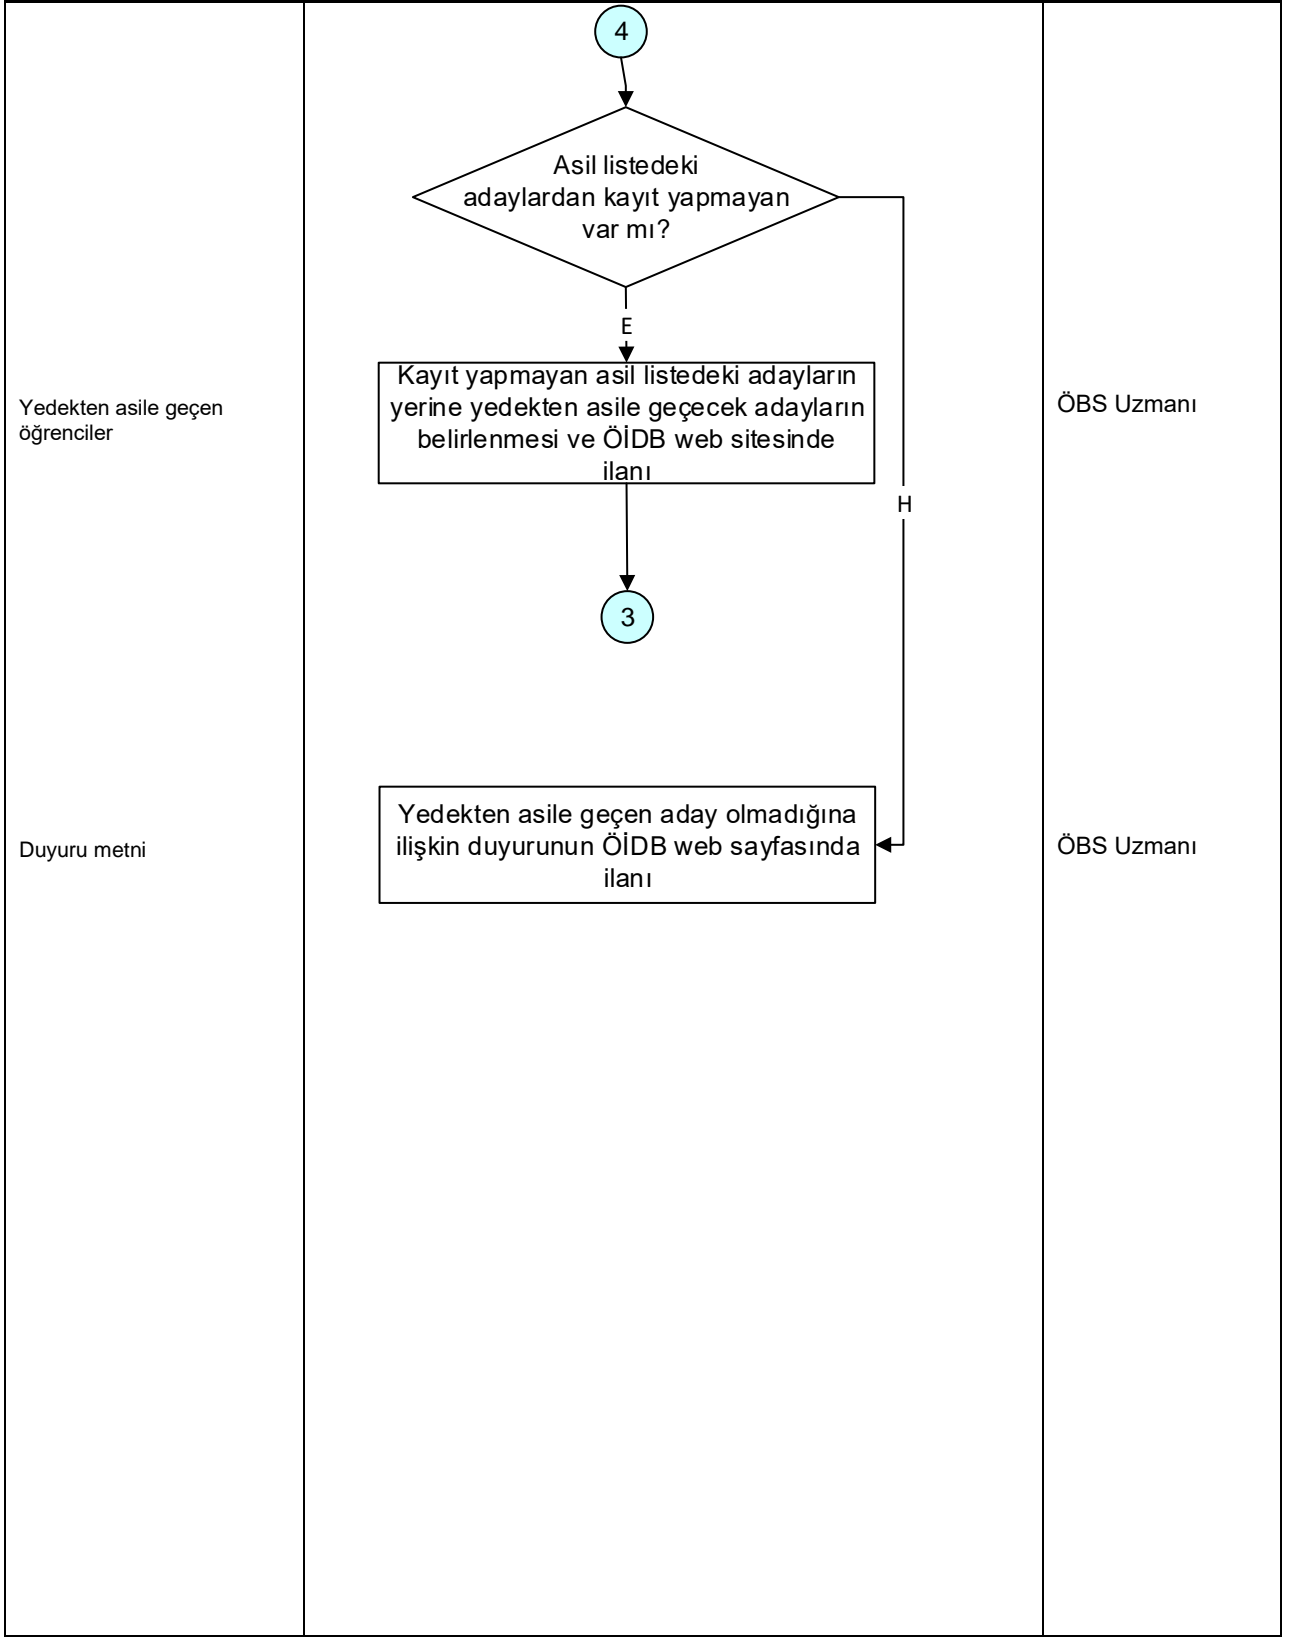 4
Asil listedeki
adaylardan kayıt yapmayan
var mı?
E
Kayıt yapmayan asil listedeki adayların
yerine yedekten asile geçecek adayların
belirlenmesi ve ÖİDB web sitesinde
ilanı
Yedekten asile geçen
öğrenciler
ÖBS Uzmanı
H
3
Yedekten asile geçen aday olmadığına
ilişkin duyurunun ÖİDB web sayfasında
ilanı
Duyuru metni
ÖBS Uzmanı